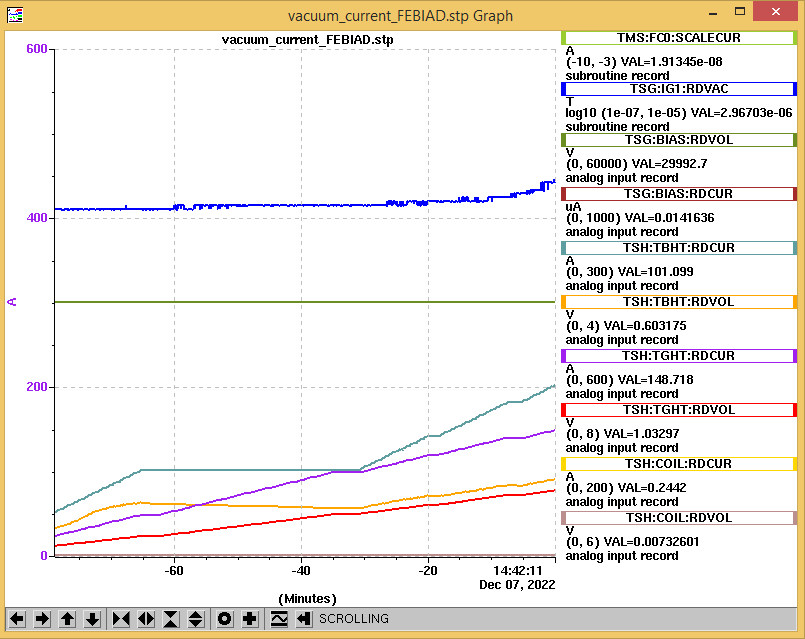 vacuum_current_FEBIAD.stp Graph
vacuum_current_FEBIAD.stp
600
400
A
200
0
-60
-40
-20
14:42:11
Dec 07, 2022
(Minutes)
TMS:FC0:SCALECUR
A
(-10, -3) VAL=1.91345e-08
subroutine record
TSG:IG1:RDVAC
T
log10 (1e-07, 1e-05) VAL=2.96703e-06
subroutine record
TSG:BIAS:RDVOL
V
(0, 60000) VAL=29992.7
analog input record
TSG:BIAS:RDCUR
uA
(0, 1000) VAL=0.0141636
analog input record
TSH:TBHT:RDCUR
A
(0, 300) VAL=101.099
analog input record
TSH:TBHT:RDVOL
V
(0, 4) VAL=0.603175
analog input record
TSH:TGHT:RDCUR
A
(0, 600) VAL=148.718
analog input record
TSH:TGHT:RDVOL
V
(0, 8) VAL=1.03297
analog input record
TSH:COIL:RDCUR
A
(0, 200) VAL=0.2442
analog input record
TSH:COIL:RDVOL
V
(0, 6) VAL=0.00732601
analog input record
SCROLLING